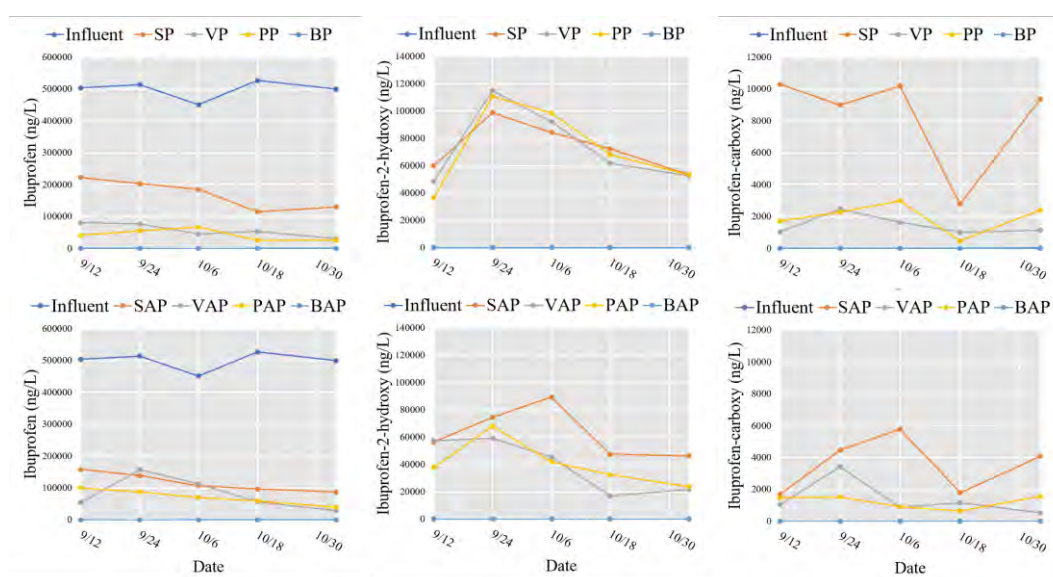 Influent SP VP PP BP
Ibuprofen (ng/L)
600000
500000
400000
300000
200000
100000
0
9/12 9/24 10/6 10/18 10/30
Influent SP VP PP BP
Ibuprofen-2-hydroxy (ng/L)
140000
120000
100000
80000
60000
40000
20000
0
9/12 9/24 10/6 10/18 10/30
Influent SP VP PP BP
Ibuprofen-carboxy (ng/L)
12000
10000
8000
6000
4000
2000
0
9/12 9/24 10/6 10/18 10/30
Influent SAP VAP PAP BAP
Ibuprofen (ng/L)
600000
500000
400000
300000
200000
100000
0
9/12 9/24 10/6 10/18 10/30
Date
Influent SAP VAP PAP BAP
Ibuprofen-2-hydroxy (ng/L)
140000
120000
100000
80000
60000
40000
20000
0
9/12 9/24 10/6 10/18 10/30
Date
Influent SAP VAP PAP BAP
Ibuprofen-carboxy (ng/L)
12000
10000
8000
6000
4000
2000
0
9/12 9/24 10/6 10/18 10/30
Date